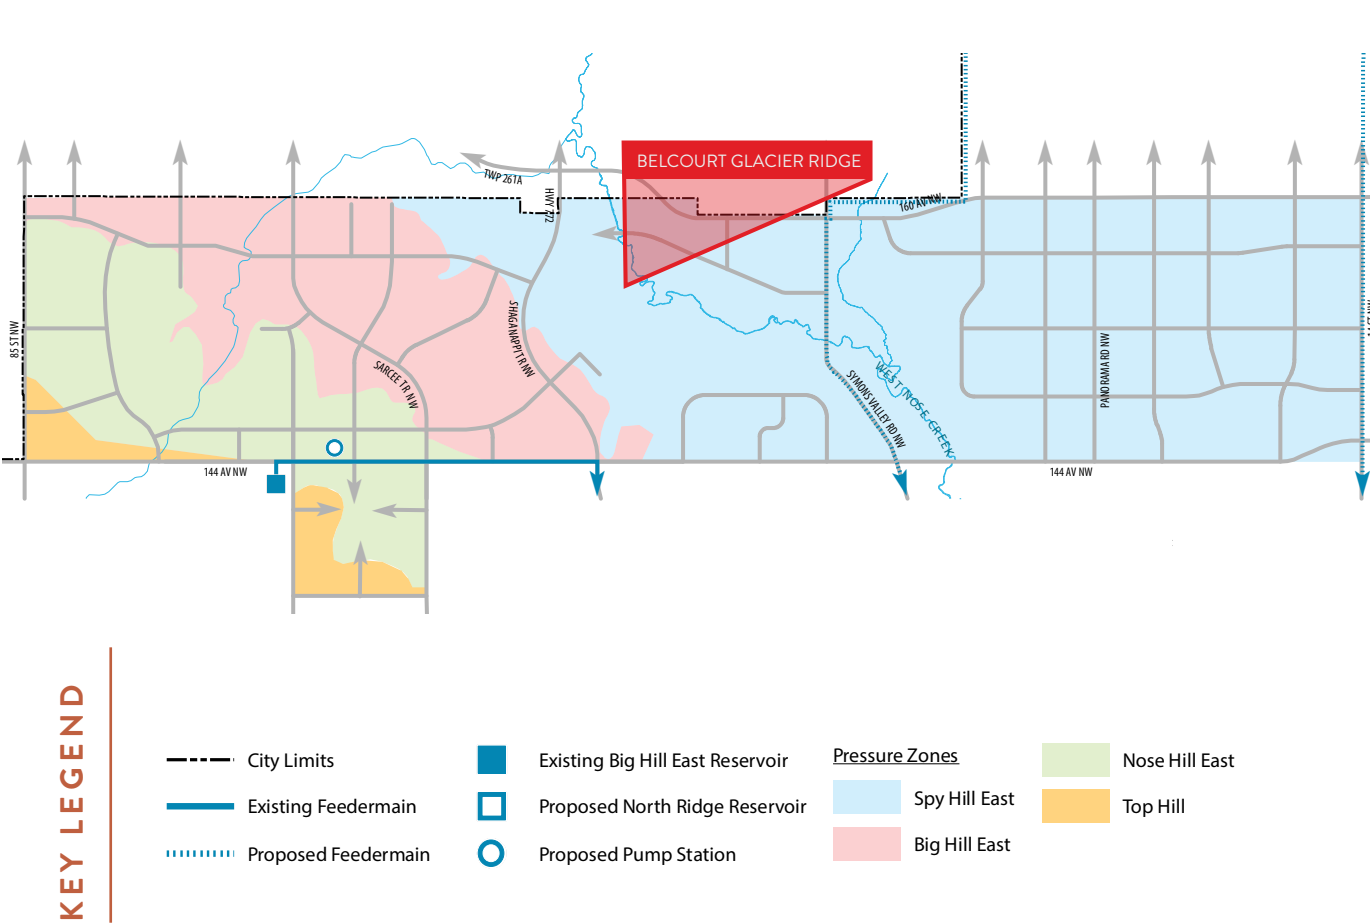 BELCOURT GLACIER RIDGE
TWP 261A
HWY 772
160 AV NW
85 ST NW
SHAGANAPPI TR NW
SARCEE TR NW
SYMONS VALLEY RD NW
WEST NOSE CREEK
PANORAMA RD NW
144 AV NW
144 AV NW
KEY LEGEND
City Limits
Existing Feedermain
Proposed Feedermain
Existing Big Hill East Reservoir
Proposed North Ridge Reservoir
Proposed Pump Station
Pressure Zones
Spy Hill East
Big Hill East
Nose Hill East
Top Hill